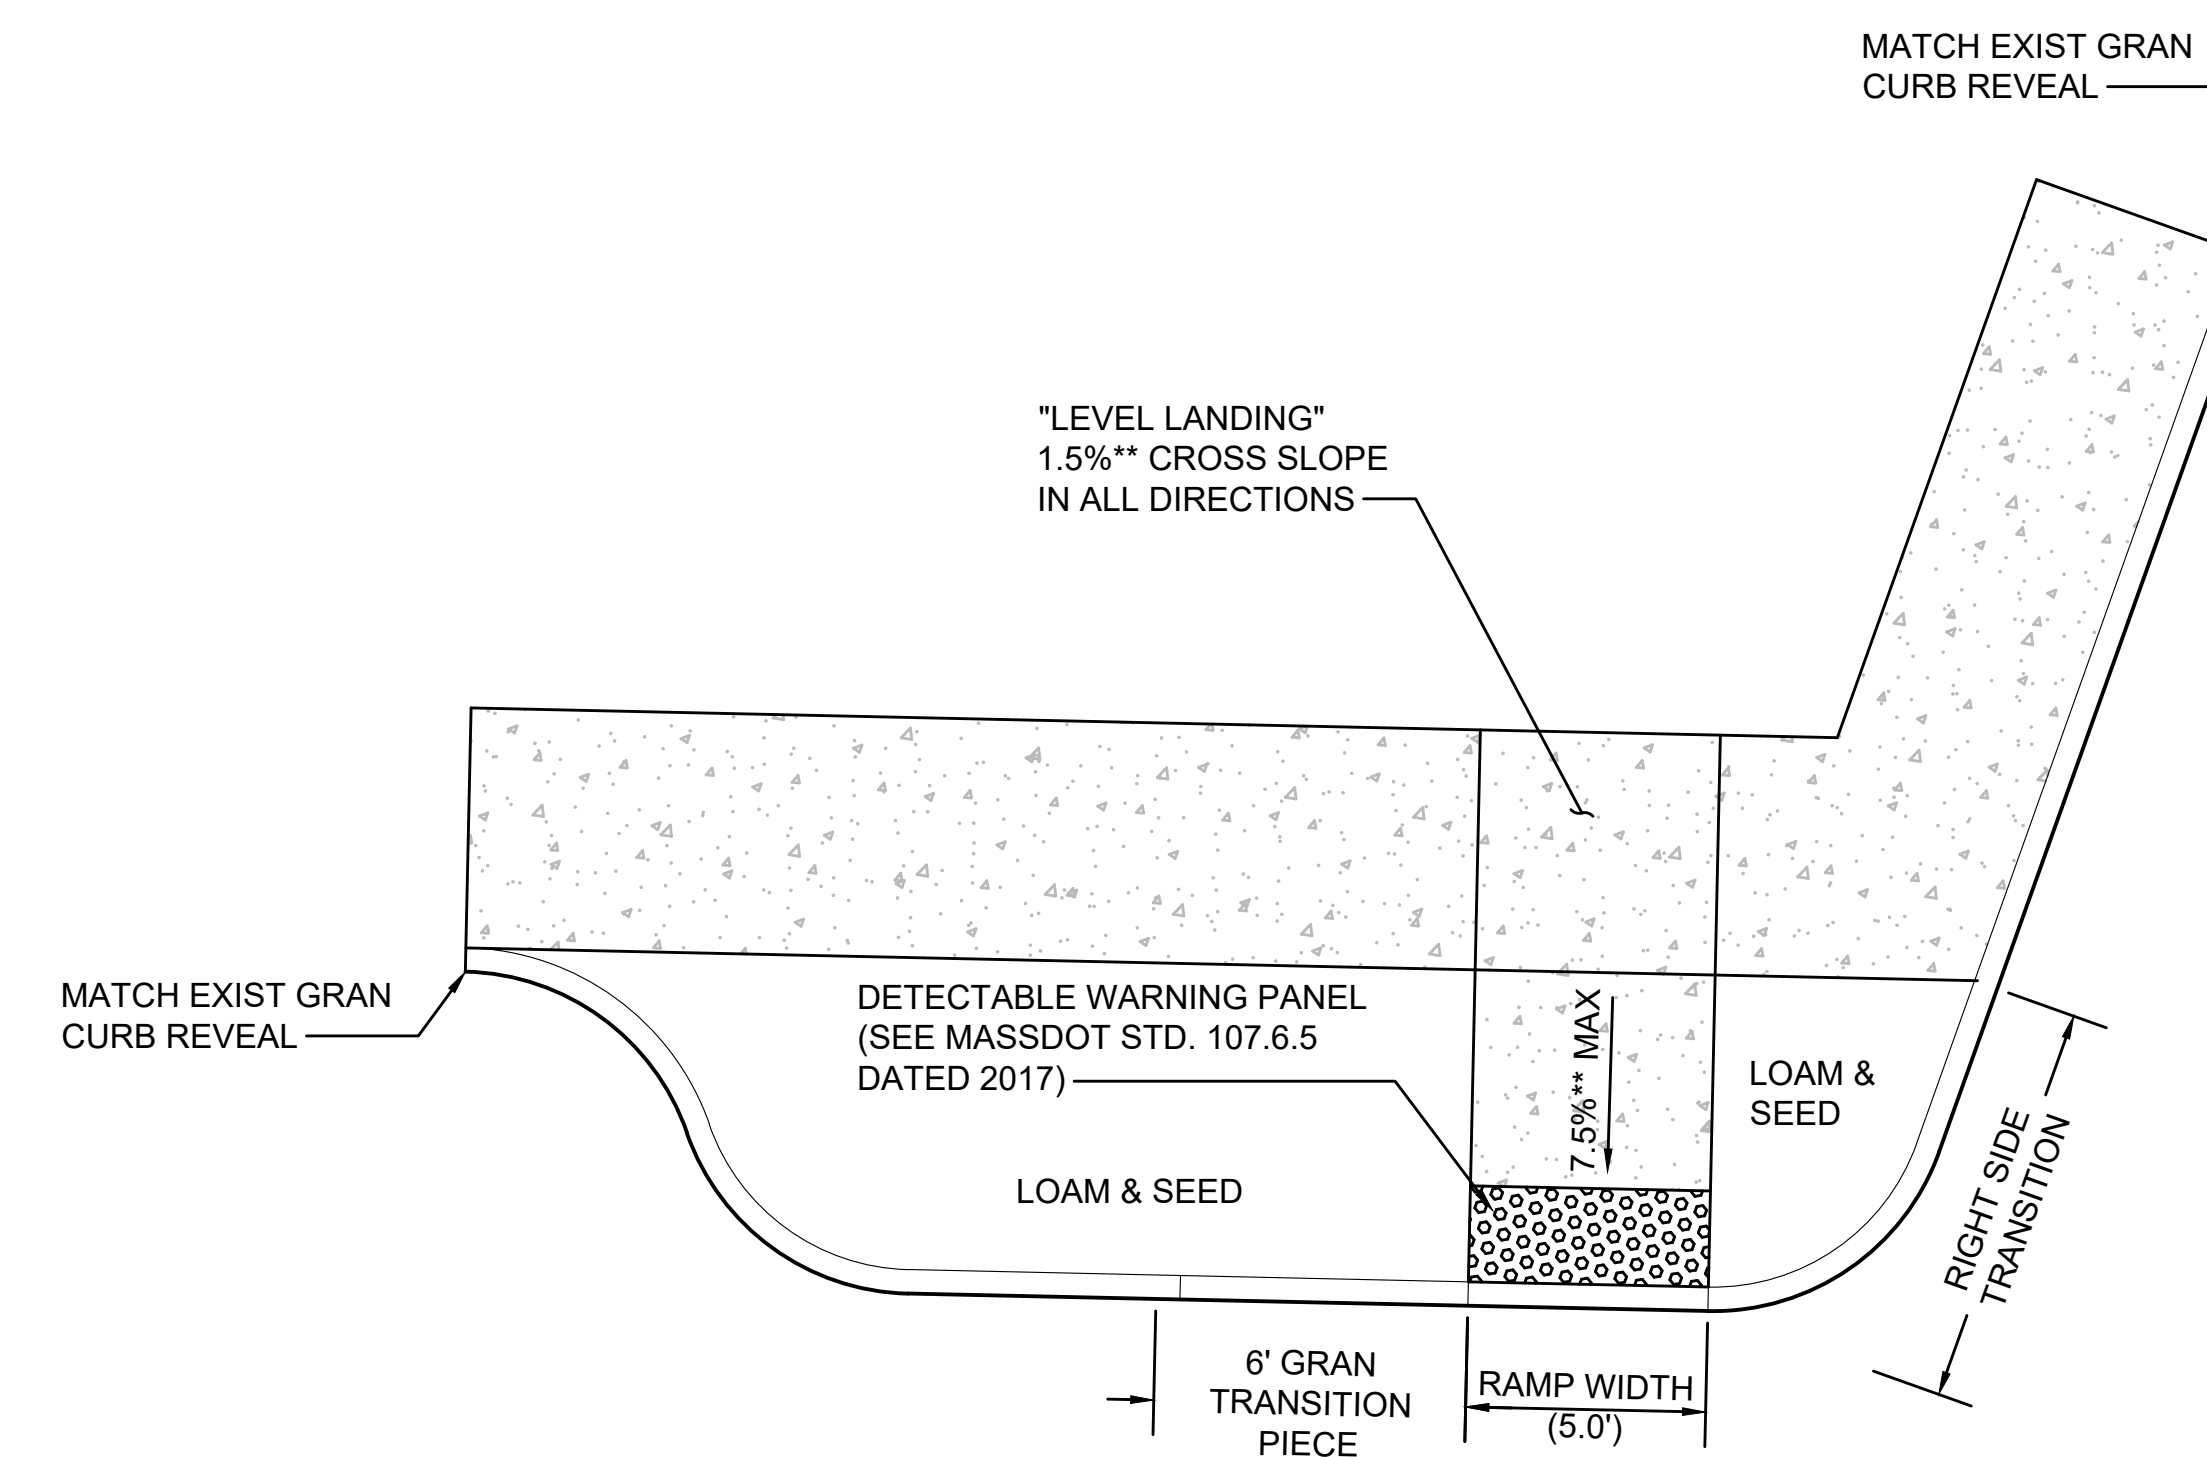 MATCH EXIST GRAN
CURB REVEAL
"LEVEL LANDING"
1.5%** CROSS SLOPE
IN ALL DIRECTIONS
MATCH EXIST GRAN
CURB REVEAL
DETECTABLE WARNING PANEL
(SEE MASSDOT STD. 107.6.5
DATED 2017)
7.5%** MAX
LOAM &
SEED
LOAM & SEED
RIGHT SIDE
TRANSITION
6' GRAN
TRANSITION
PIECE
RAMP WIDTH
(5.0')